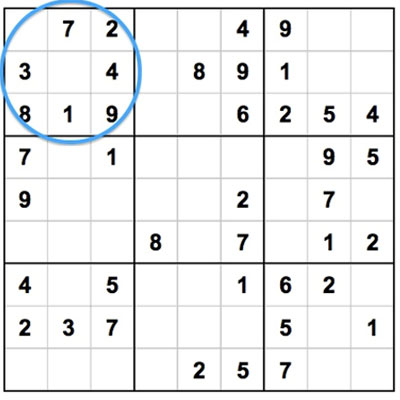 7 2 4 9
3 4 8 9 1
8 1 9 6 2 5 4
7 1 9 5
9 2 7
8 7 1 2
4 5 1 6 2
2 3 7 5 1
2 5 7